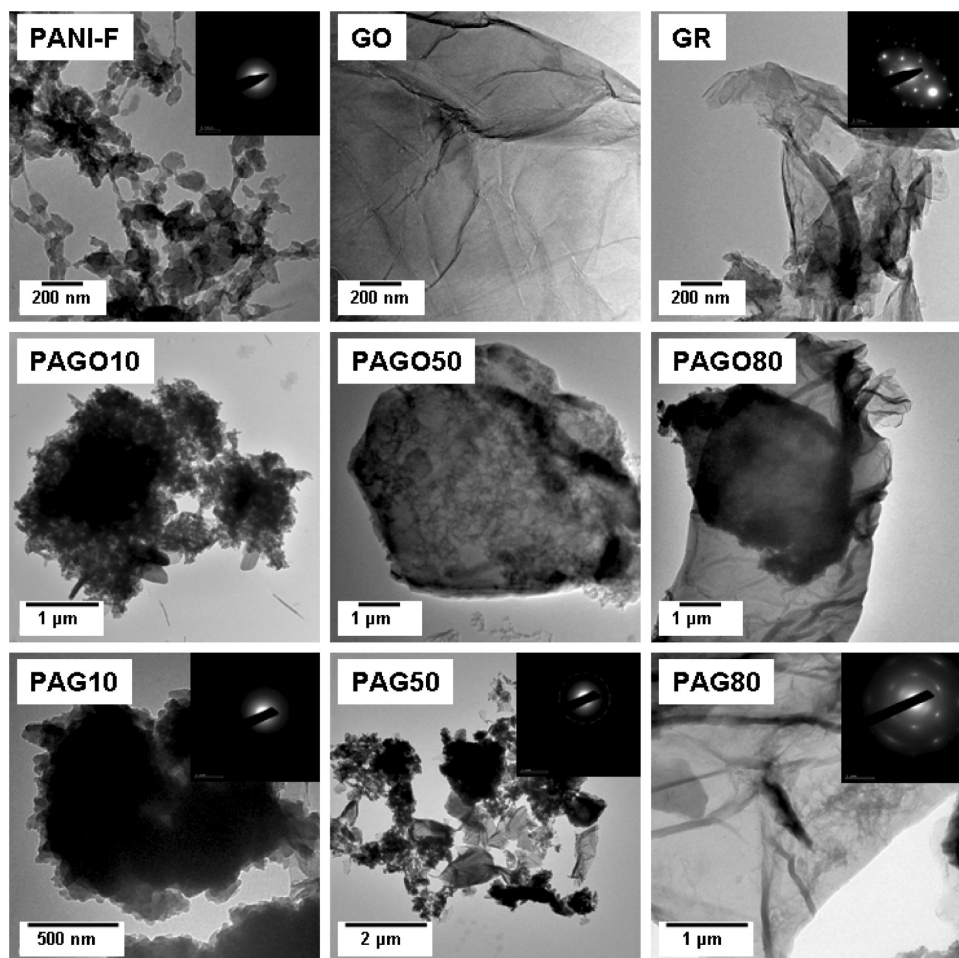 PANI-F
GO
GR
200 nm
200 nm
200 nm
PAGO10
PAGO50
PAGO80
1 µm
1 µm
1 µm
PAG10
PAG50
PAG80
500 nm
2 µm
1 µm